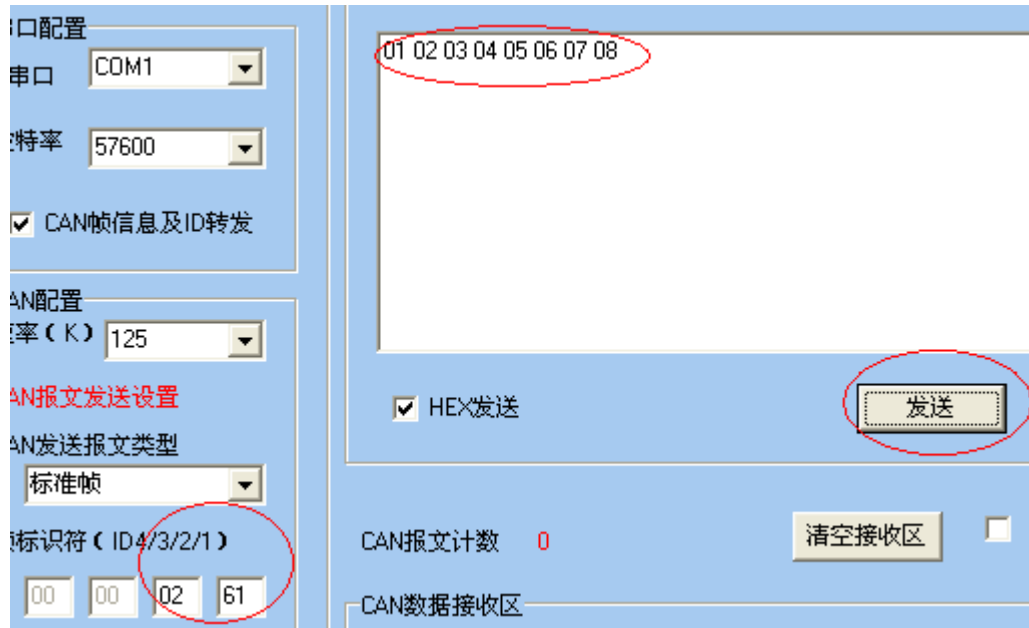 口配置
串口 COM1
特率 57600
CAN帧信息及ID转发
AN配置
率(K) 125
AN报文发送设置
AN发送报文类型
标准帧
标识符(ID4/3/2/1)
00 00 02 61
01 02 03 04 05 06 07 08
HEX发送
发送
CAN报文计数 0
清空接收区
CAN数据接收区